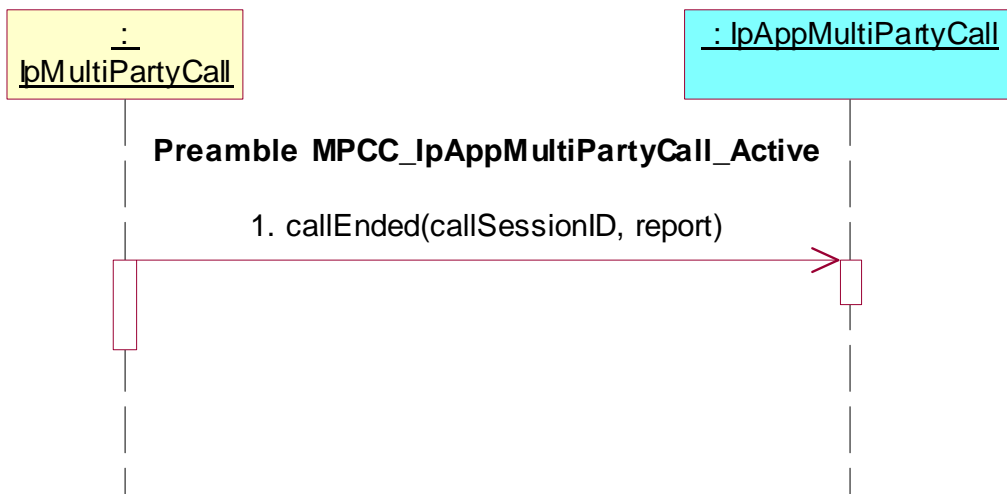 :
IpMultiPartyCall
: IpAppMultiPartyCall
Preamble MPCC_IpAppMultiPartyCall_Active
1. callEnded(callSessionID, report)